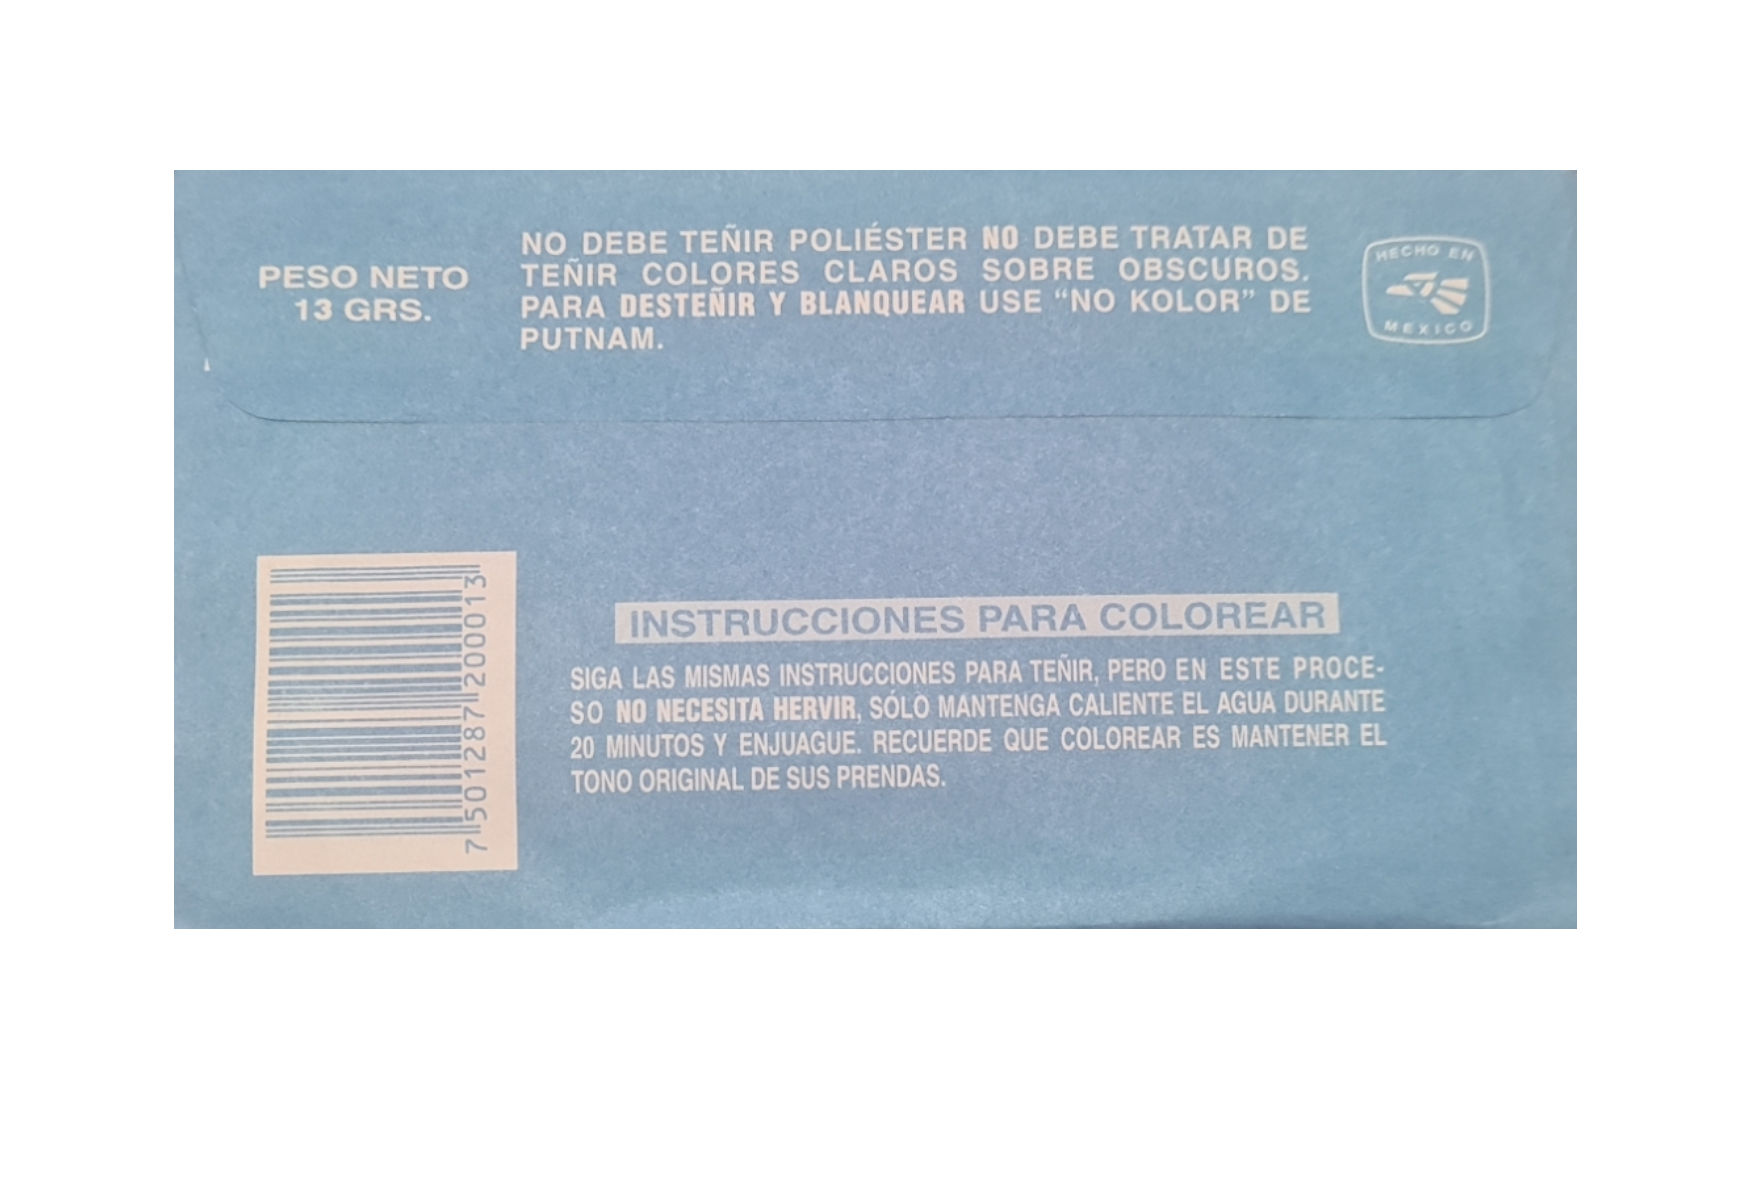 PESO NETO
13 GRS.
NO DEBE TEÑIR POLIÉSTER NO DEBE TRATAR DE
TEÑIR COLORES CLAROS SOBRE OBSCUROS.
PARA DESTEÑIR Y BLANQUEAR USE “NO KOLOR” DE
PUTNAM.
HECHO EN
MEXICO
7 501287 200013
INSTRUCCIONES PARA COLOREAR
SIGA LAS MISMAS INSTRUCCIONES PARA TEÑIR, PERO EN ESTE PROCE-
SO NO NECESITA HERVIR, SÓLO MANTENGA CALIENTE EL AGUA DURANTE
20 MINUTOS Y ENJUAGUE. RECUERDE QUE COLOREAR ES MANTENER EL
TONO ORIGINAL DE SUS PRENDAS.